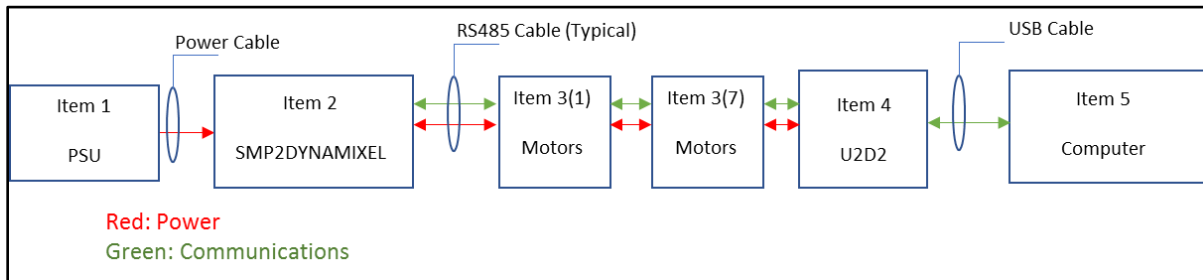 Power Cable
RS485 Cable (Typical)
USB Cable
Item 1
PSU
Item 2
SMP2DYNAMIXEL
Item 3(1)
Motors
Item 3(7)
Motors
Item 4
U2D2
Item 5
Computer
Red: Power
Green: Communications